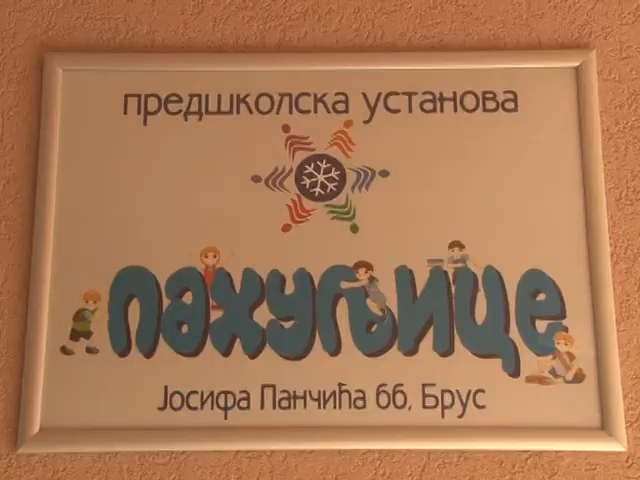 предшколска установа
пахуљице
Јосифа Панчића бб, Брус